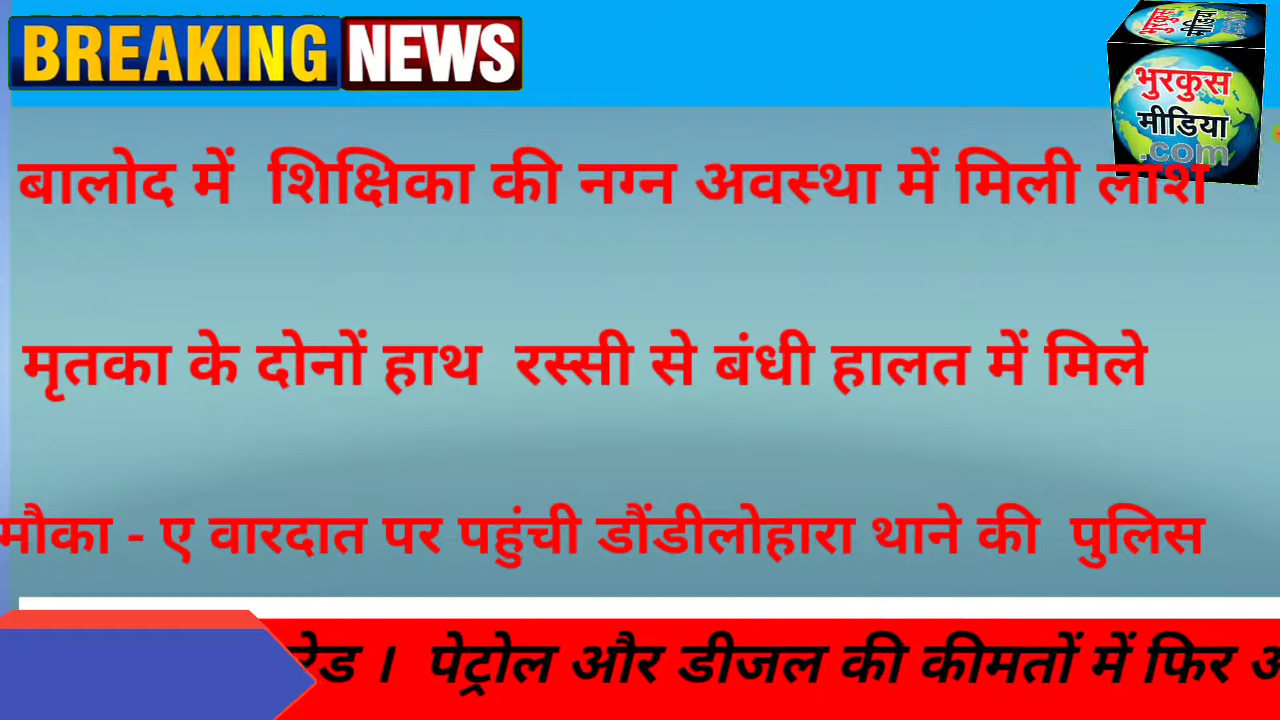 BREAKING NEWS
भुरकुस
मीडिया
.com
बालोद में शिक्षिका की नग्न अवस्था में मिली लाश
मृतका के दोनों हाथ रस्सी से बंधी हालत में मिले
मौका - ए वारदात पर पहुंची डौंडीलोहारा थाने की पुलिस
रेड । पेट्रोल और डीजल की कीमतों में फिर